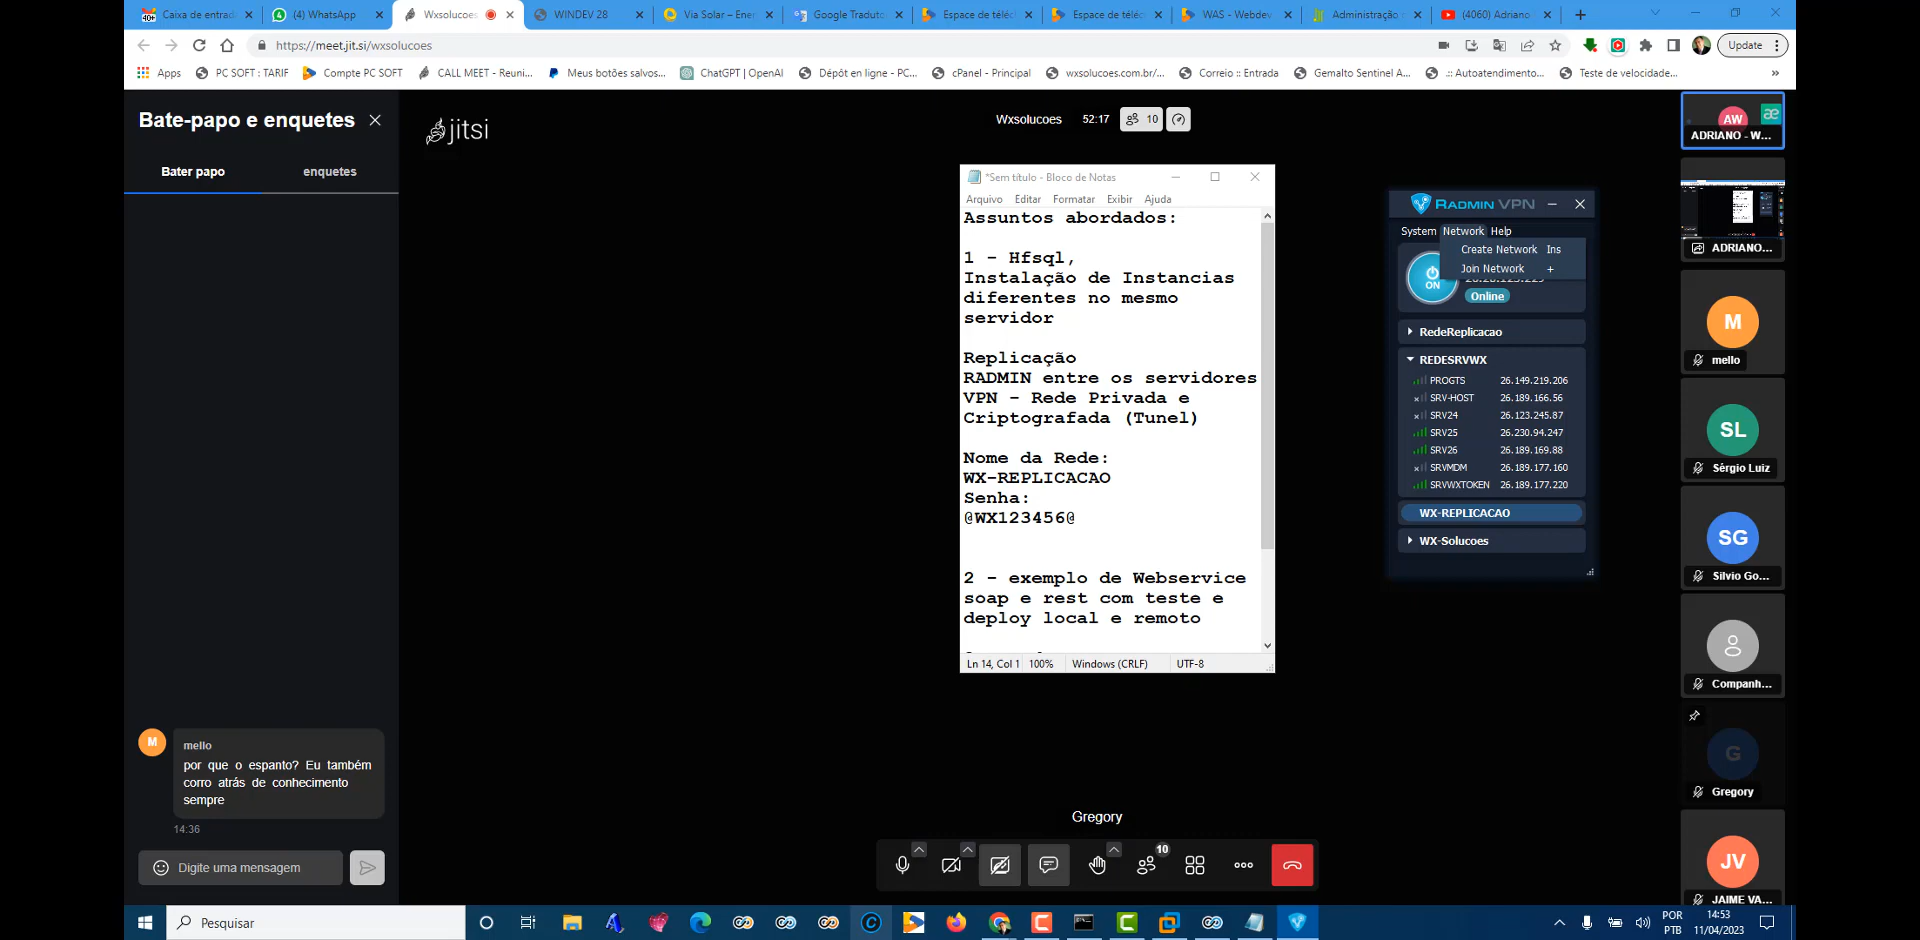 Caixa de entrad
(4) WhatsApp
Wxsolucoes
WINDEV 28
Via Solar – Ener
Google Traduto
Espace de téléc
Espace de téléc
WAS - Webdev
Administração
(4060) Adriano
https://meet.jit.si/wxsolucoes
Update
Apps
PC SOFT : TARIF
Compte PC SOFT
CALL MEET - Reuni...
Meus botões salvos...
ChatGPT | OpenAI
Dépôt en ligne - PC...
cPanel - Principal
wxsolucoes.com.br/...
Correio :: Entrada
Gemalto Sentinel A...
.:: Autoatendimento...
Teste de velocidade...
Bate-papo e enquetes
Bater papo
enquetes
jitsi
Wxsolucoes
52:17
10
*Sem título - Bloco de Notas
Arquivo Editar Formatar Exibir Ajuda
Assuntos abordados:
1 - Hfsql,
Instalação de Instancias
diferentes no mesmo
servidor
Replicação
RADMIN entre os servidores
VPN - Rede Privada e
Criptografada (Tunel)
Nome da Rede:
WX-REPLICACAO
Senha:
@WX123456@
2 - exemplo de Webservice
soap e rest com teste e
deploy local e remoto
Ln 14, Col 1
100%
Windows (CRLF)
UTF-8
RADMIN VPN
System Network Help
Create Network Ins
Join Network +
ON
Online
RedeReplicacao
REDESRVWX
PROGTS 26.149.219.206
SRV-HOST 26.189.166.56
SRV24 26.123.245.87
SRV25 26.230.94.247
SRV26 26.189.169.88
SRVMDM 26.189.177.160
SRVWXTOKEN 26.189.177.220
WX-REPLICACAO
WX-Solucoes
AW
æ
ADRIANO - W...
ADRIANO...
M
mello
SL
Sérgio Luiz
SG
Silvio Go...
Companh...
G
Gregory
JV
JAIME VA...
M
mello
por que o espanto? Eu também
corro atrás de conhecimento
sempre
14:36
Digite uma mensagem
Gregory
10
Pesquisar
POR
PTB
14:53
11/04/2023